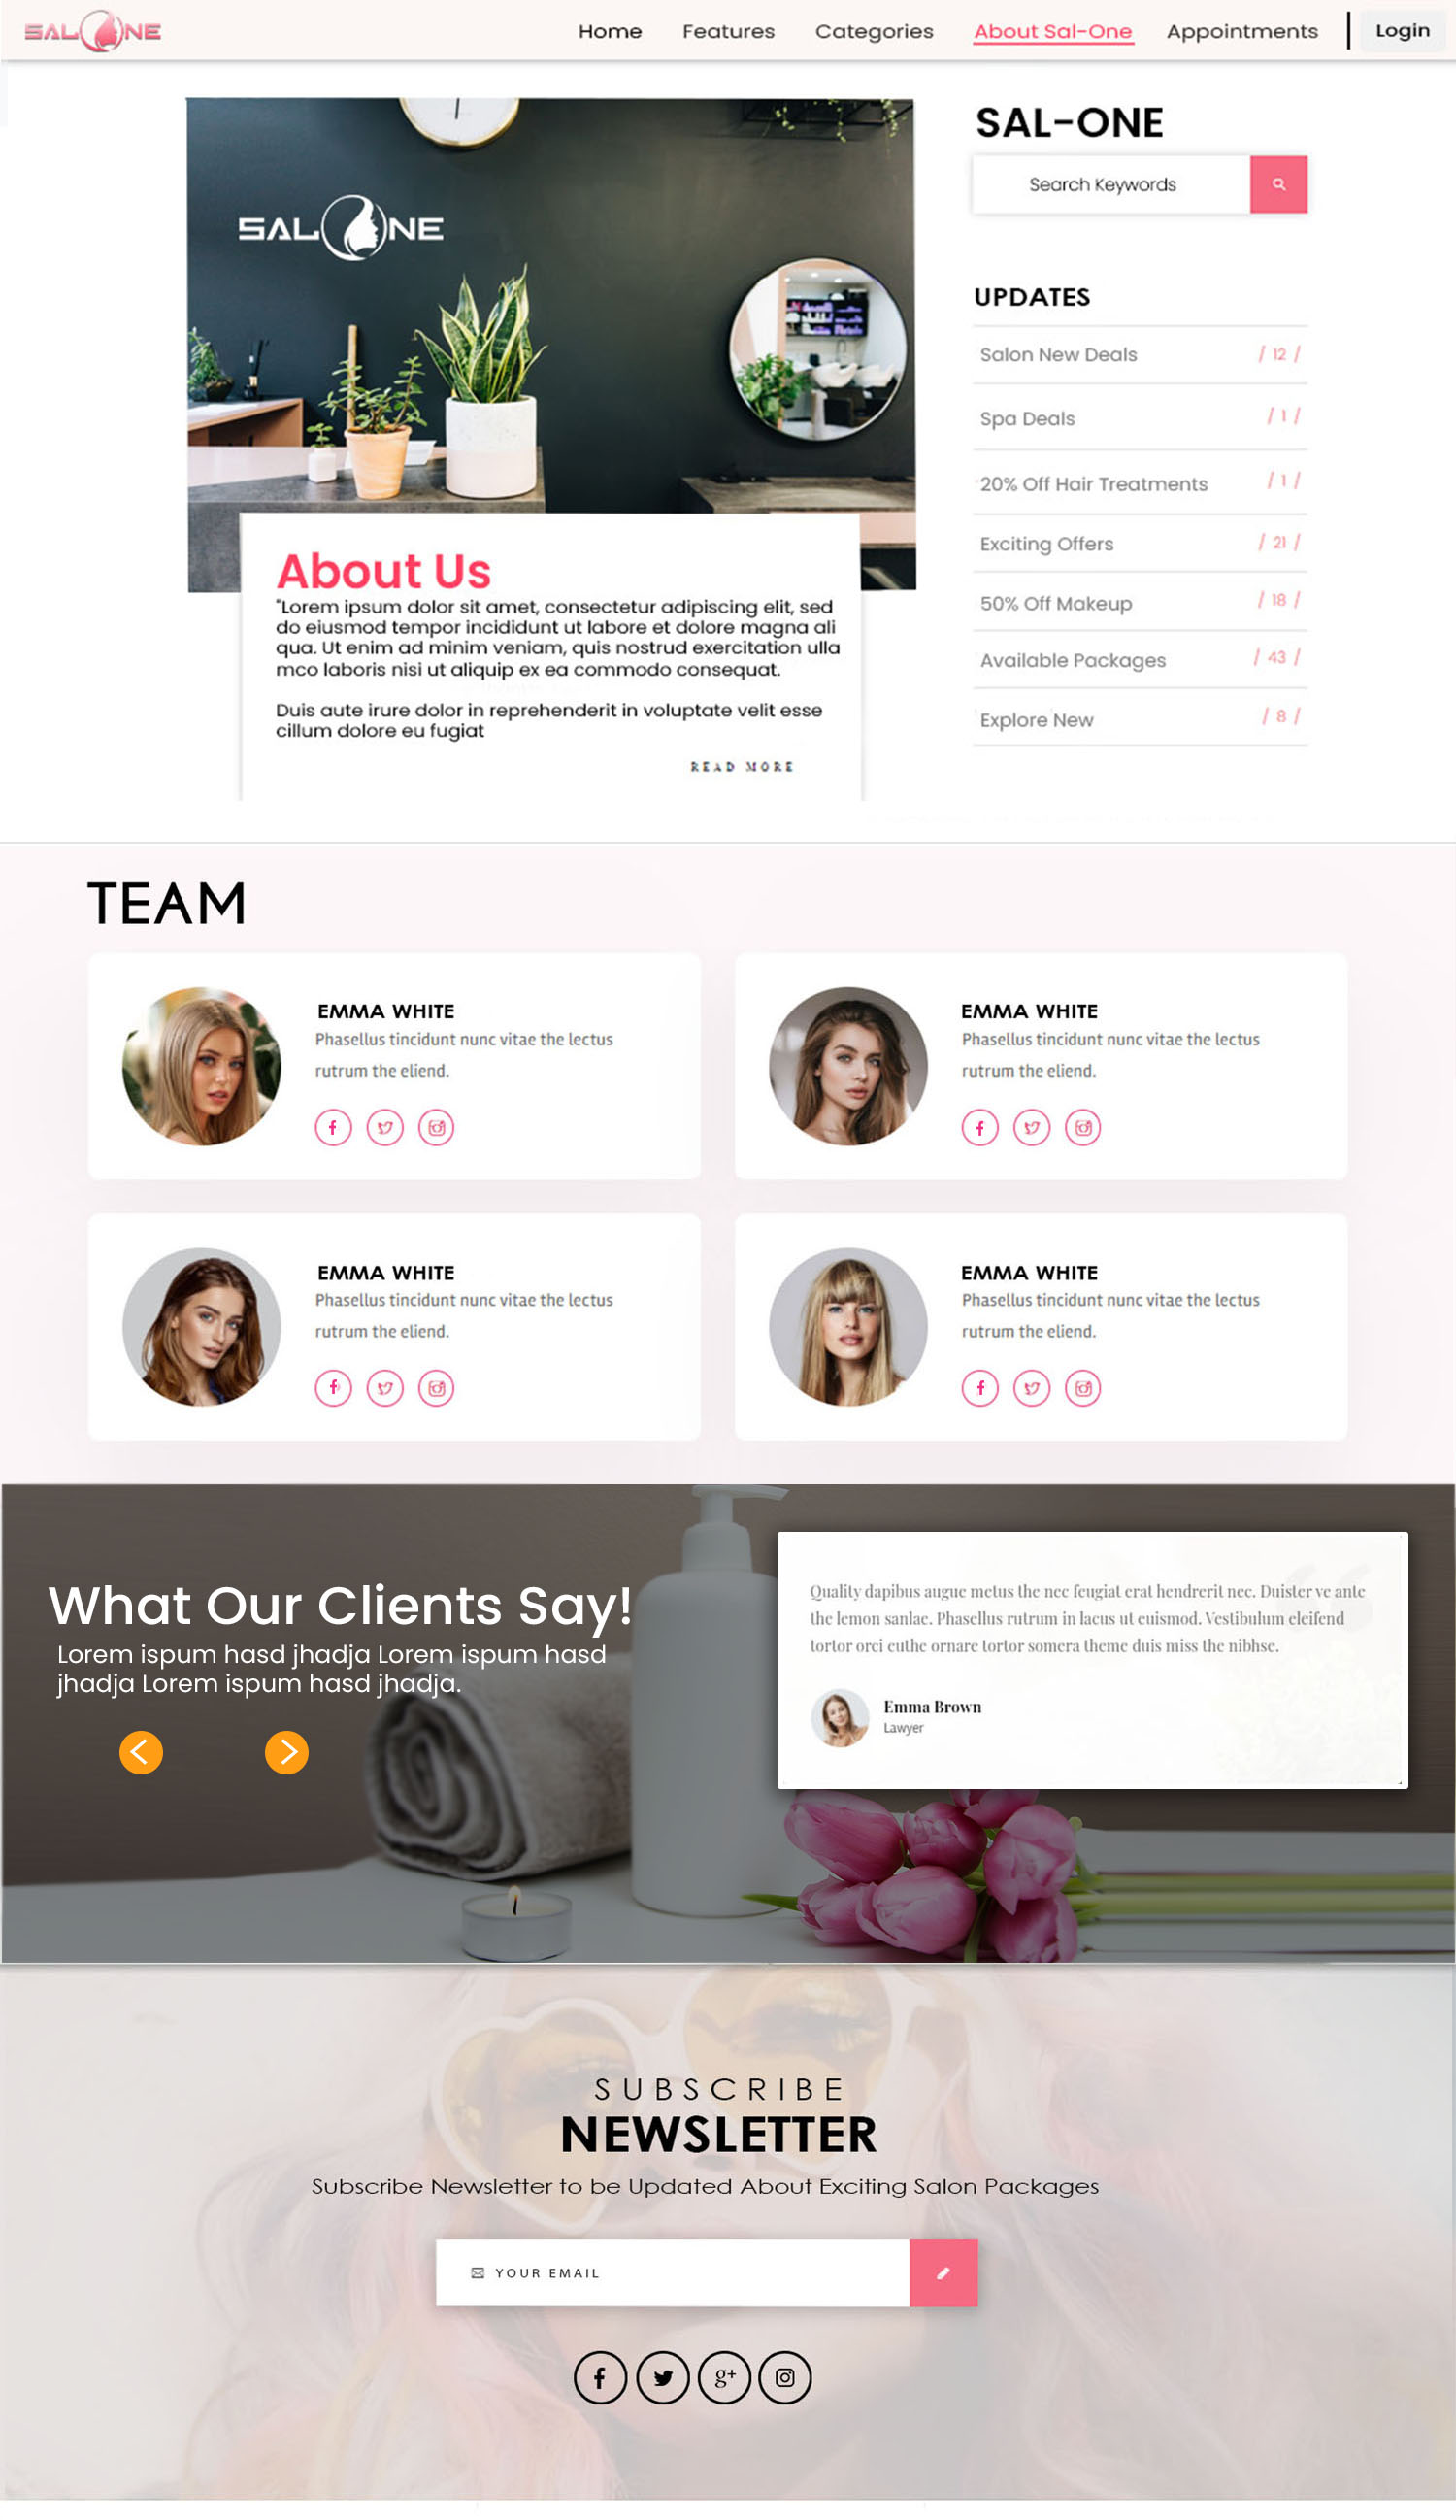 SALONE
Home Features Categories About Sal-One Appointments Login
SALONE
SAL-ONE
Search Keywords
UPDATES
Salon New Deals / 12 /
Spa Deals / 1 /
20% Off Hair Treatments / 1 /
Exciting Offers / 21 /
50% Off Makeup / 18 /
Available Packages / 43 /
Explore New / 8 /
About Us
"Lorem ipsum dolor sit amet, consectetur adipiscing elit, sed
do eiusmod tempor incididunt ut labore et dolore magna ali
qua. Ut enim ad minim veniam, quis nostrud exercitation ulla
mco laboris nisi ut aliquip ex ea commodo consequat.
Duis aute irure dolor in reprehenderit in voluptate velit esse
cillum dolore eu fugiat
READ MORE
TEAM
EMMA WHITE
Phasellus tincidunt nunc vitae the lectus
rutrum the eliend.
EMMA WHITE
Phasellus tincidunt nunc vitae the lectus
rutrum the eliend.
EMMA WHITE
Phasellus tincidunt nunc vitae the lectus
rutrum the eliend.
EMMA WHITE
Phasellus tincidunt nunc vitae the lectus
rutrum the eliend.
What Our Clients Say!
Lorem ispum hasd jhadja Lorem ispum hasd
jhadja Lorem ispum hasd jhadja.
Quality dapibus augue metus the nec feugiat erat hendrerit nec. Duister ve ante
the lemon sanlac. Phasellus rutrum in lacus ut euismod. Vestibulum eleifend
tortor orci cuthe ornare tortor somera theme duis miss the nibhse.
Emma Brown
Lawyer
SUBSCRIBE
NEWSLETTER
Subscribe Newsletter to be Updated About Exciting Salon Packages
YOUR EMAIL
g+